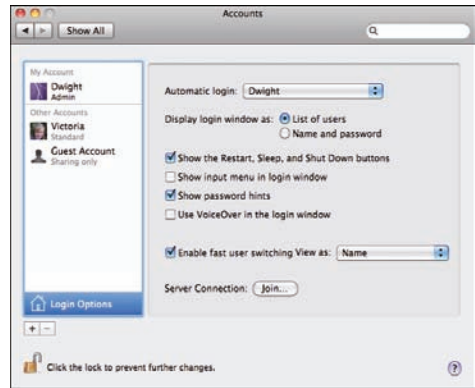 Accounts
Show All
My Account
Dwight
Admin
Other Accounts
Victoria
Standard
Guest Account
Sharing only
Login Options
+ −
Automatic login: Dwight
Display login window as: List of users
Name and password
Show the Restart, Sleep, and Shut Down buttons
Show input menu in login window
Show password hints
Use VoiceOver in the login window
Enable fast user switching View as: Name
Server Connection: Join...
Click the lock to prevent further changes.
?